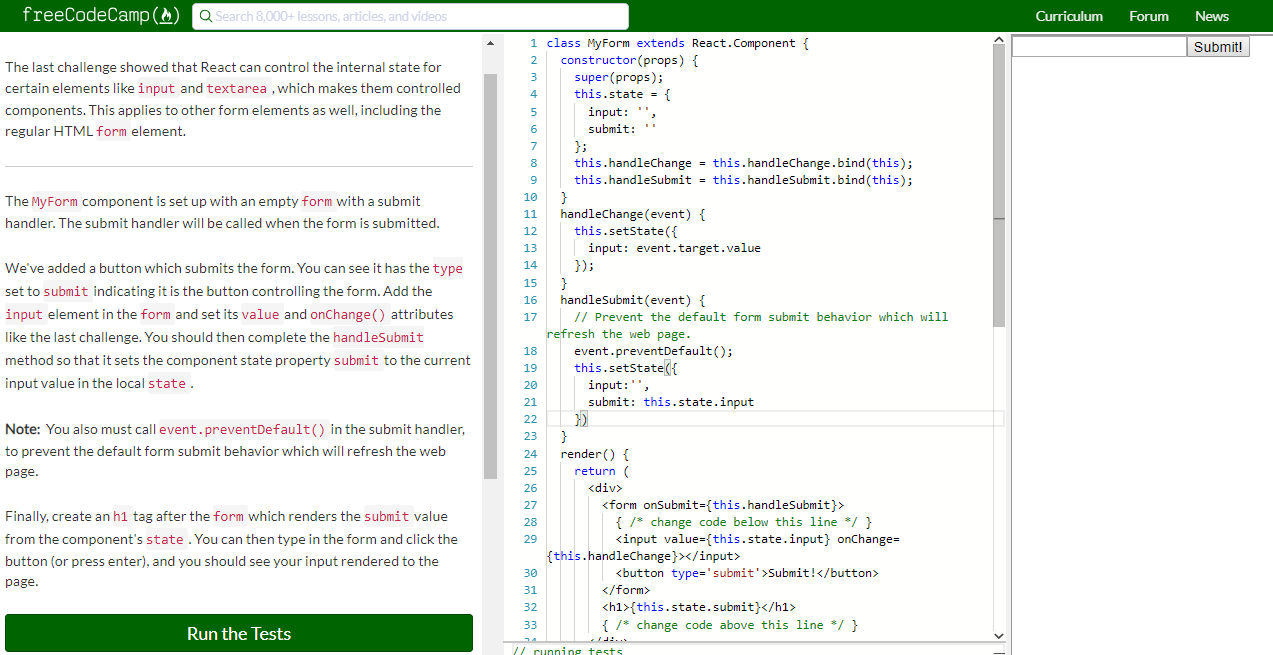 freeCodeCamp
Search 8,000+ lessons, articles, and videos
Curriculum
Forum
News
The last challenge showed that React can control the internal state for
certain elements like input and textarea , which makes them controlled
components. This applies to other form elements as well, including the
regular HTML form element.
The MyForm component is set up with an empty form with a submit
handler. The submit handler will be called when the form is submitted.
We've added a button which submits the form. You can see it has the type
set to submit indicating it is the button controlling the form. Add the
input element in the form and set its value and onChange() attributes
like the last challenge. You should then complete the handleSubmit
method so that it sets the component state property submit to the current
input value in the local state .
Note: You also must call event.preventDefault() in the submit handler,
to prevent the default form submit behavior which will refresh the web
page.
Finally, create an h1 tag after the form which renders the submit value
from the component's state . You can then type in the form and click the
button (or press enter), and you should see your input rendered to the
page.
Run the Tests
1 class MyForm extends React.Component {
2 constructor(props) {
3 super(props);
4 this.state = {
5 input: '',
6 submit: ''
7 };
8 this.handleChange = this.handleChange.bind(this);
9 this.handleSubmit = this.handleSubmit.bind(this);
10 }
11 handleChange(event) {
12 this.setState({
13 input: event.target.value
14 });
15 }
16 handleSubmit(event) {
17 // Prevent the default form submit behavior which will
refresh the web page.
18 event.preventDefault();
19 this.setState({
20 input:'',
21 submit: this.state.input
22 })
23 }
24 render() {
25 return (
26 <div>
27 <form onSubmit={this.handleSubmit}>
28 { /* change code below this line */ }
29 <input value={this.state.input} onChange=
{this.handleChange}></input>
30 <button type='submit'>Submit!</button>
31 </form>
32 <h1>{this.state.submit}</h1>
33 { /* change code above this line */ }
34 </div>
// running tests
Submit!